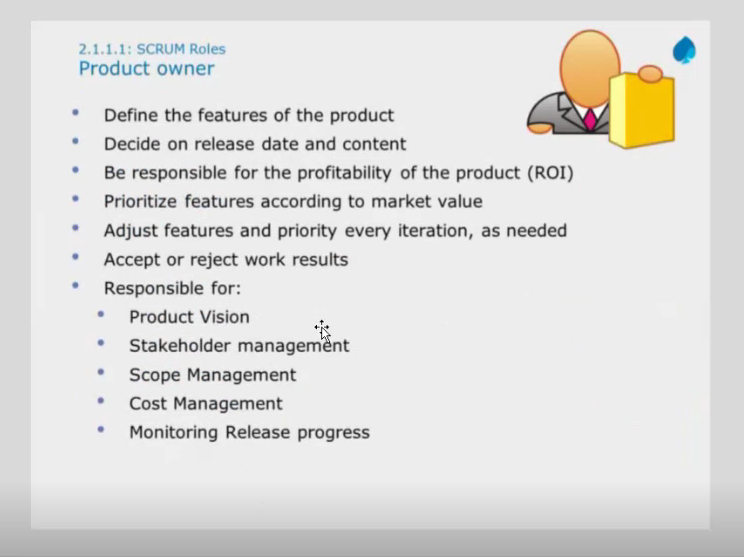 2.1.1.1: SCRUM Roles
Product owner
• Define the features of the product
• Decide on release date and content
• Be responsible for the profitability of the product (ROI)
• Prioritize features according to market value
• Adjust features and priority every iteration, as needed
• Accept or reject work results
• Responsible for:
• Product Vision
• Stakeholder management
• Scope Management
• Cost Management
• Monitoring Release progress